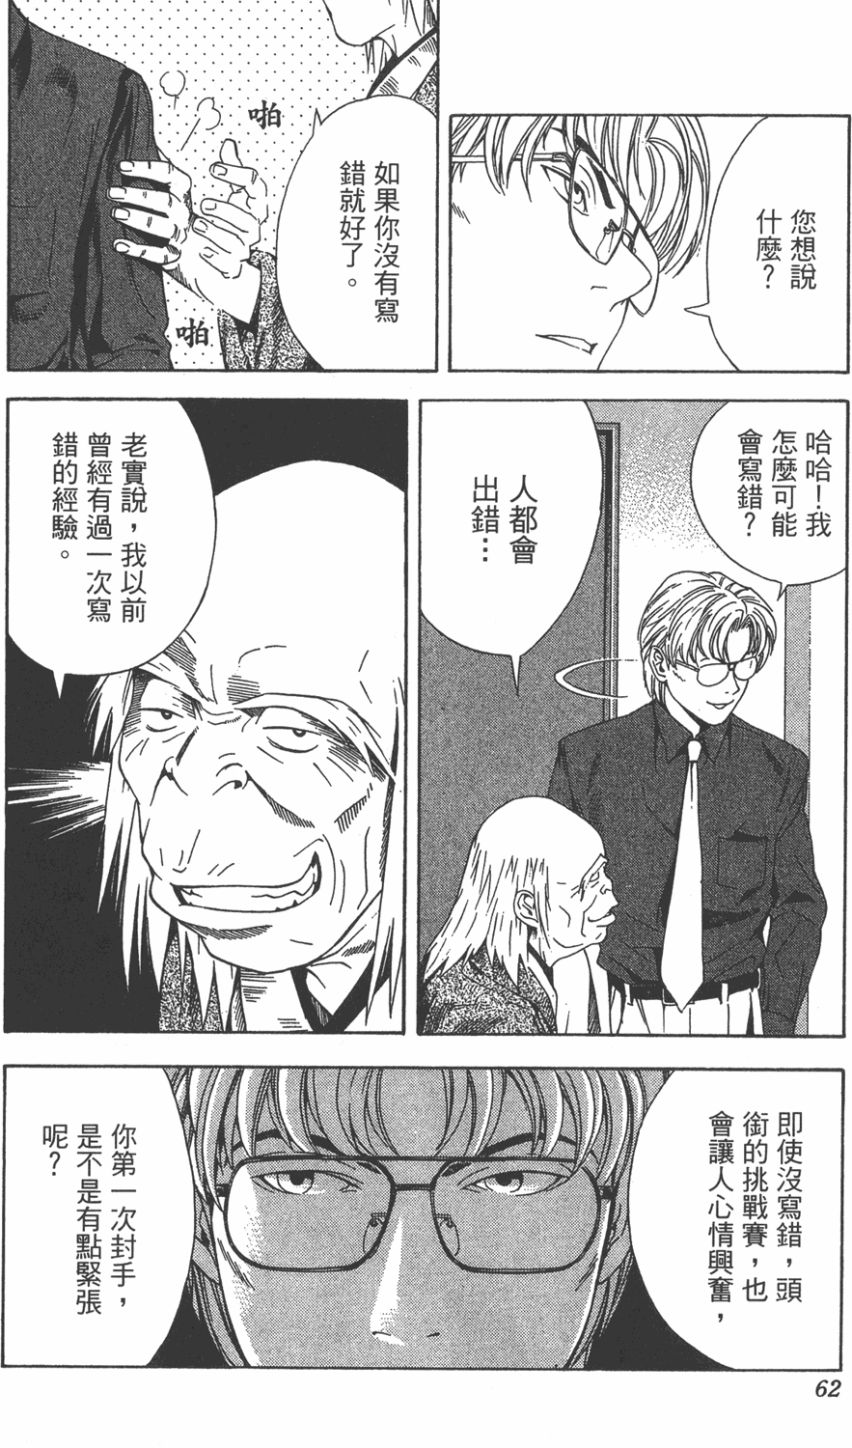 您想說
什麼？
如果你沒有寫
錯就好了。
啪
啪
哈哈！我
怎麼可能
會寫錯？
人都會
出錯…
老實說，我以前
曾經有過一次寫
錯的經驗。
即使沒寫錯，頭
銜的挑戰賽，也
會讓人心情興奮，
你第一次封手，
是不是有點緊張
呢？
62